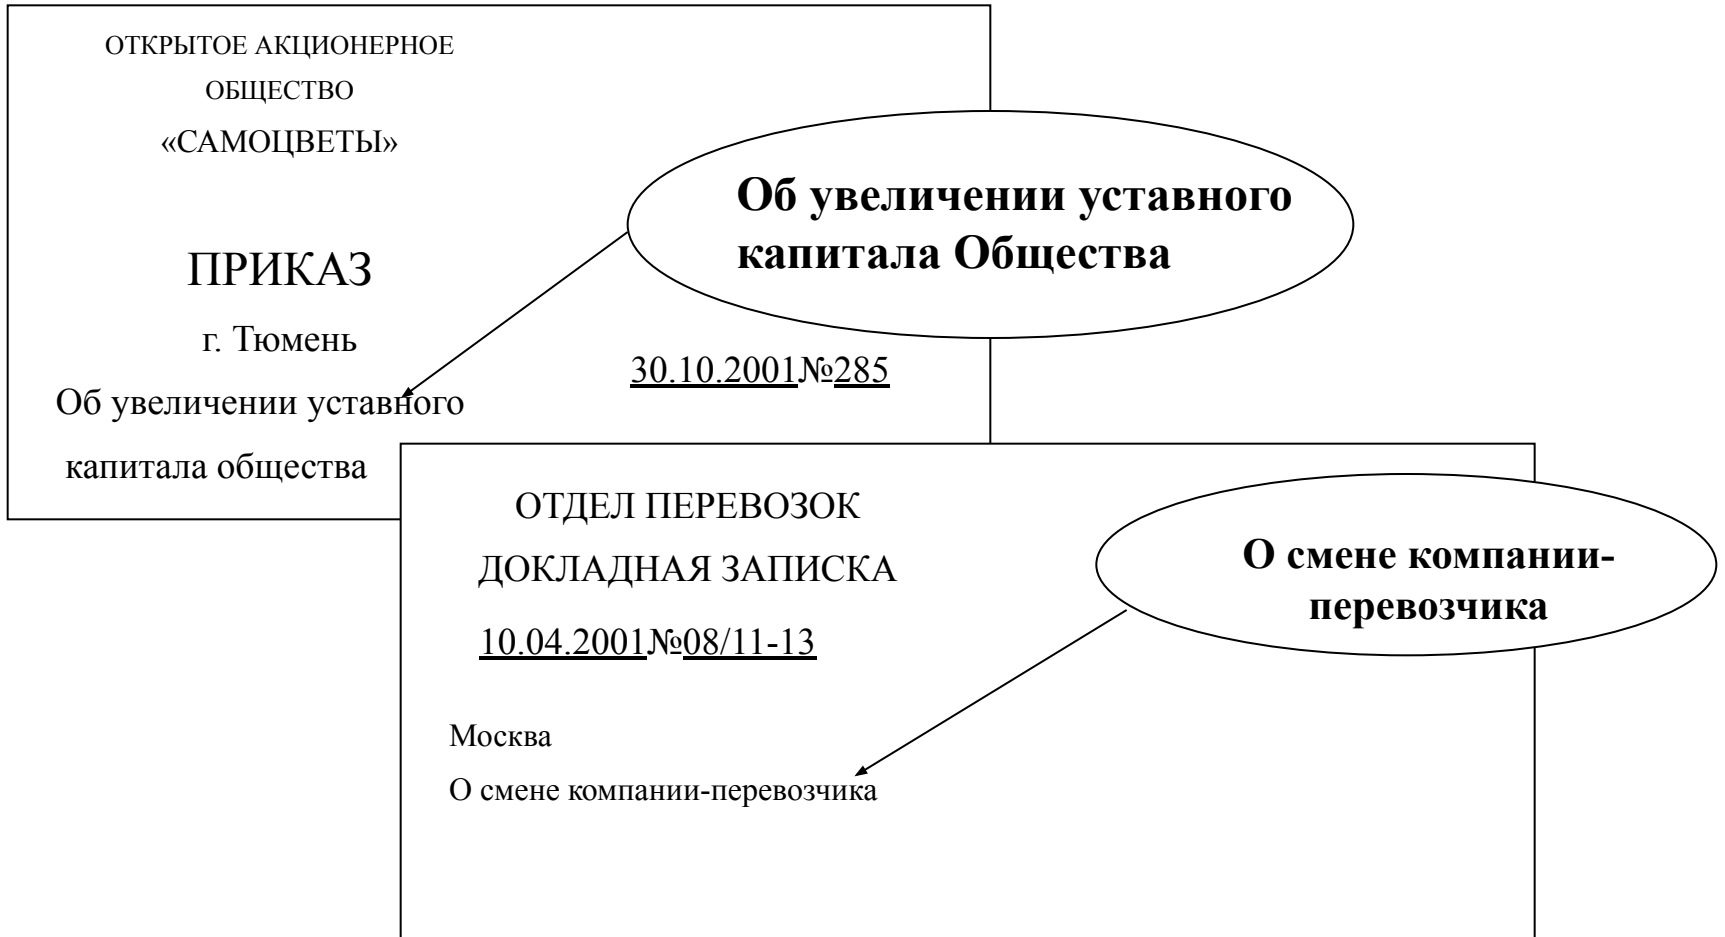 ОТКРЫТОЕ АКЦИОНЕРНОЕ
ОБЩЕСТВО
«САМОЦВЕТЫ»
Об увеличении уставного
капитала Общества
ПРИКАЗ
г. Тюмень
30.10.2001№285
Об увеличении уставного
капитала общества
ОТДЕЛ ПЕРЕВОЗОК
ДОКЛАДНАЯ ЗАПИСКА
10.04.2001№08/11-13
О смене компании-
перевозчика
Москва
О смене компании-перевозчика